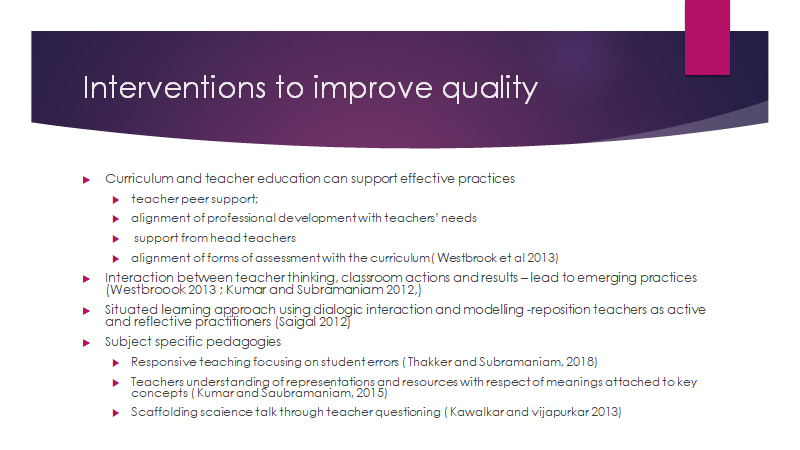 Interventions to improve quality
Curriculum and teacher education can support effective practices
teacher peer support;
alignment of professional development with teachers' needs
support from head teachers
alignment of forms of assessment with the curriculum( Westbrook et al 2013)
Interaction between teacher thinking, classroom actions and results – lead to emerging practices
(Westbroook 2013 ; Kumar and Subramaniam 2012,)
Situated learning approach using dialogic interaction and modelling -reposition teachers as active
and reflective practitioners (Saigal 2012)
Subject specific pedagogies
Responsive teaching focusing on student errors ( Thakker and Subramaniam, 2018)
Teachers understanding of representations and resources with respect of meanings attached to key
concepts ( Kumar and Saubramaniam, 2015)
Scaffolding scaience talk through teacher questioning ( Kawalkar and vijapurkar 2013)